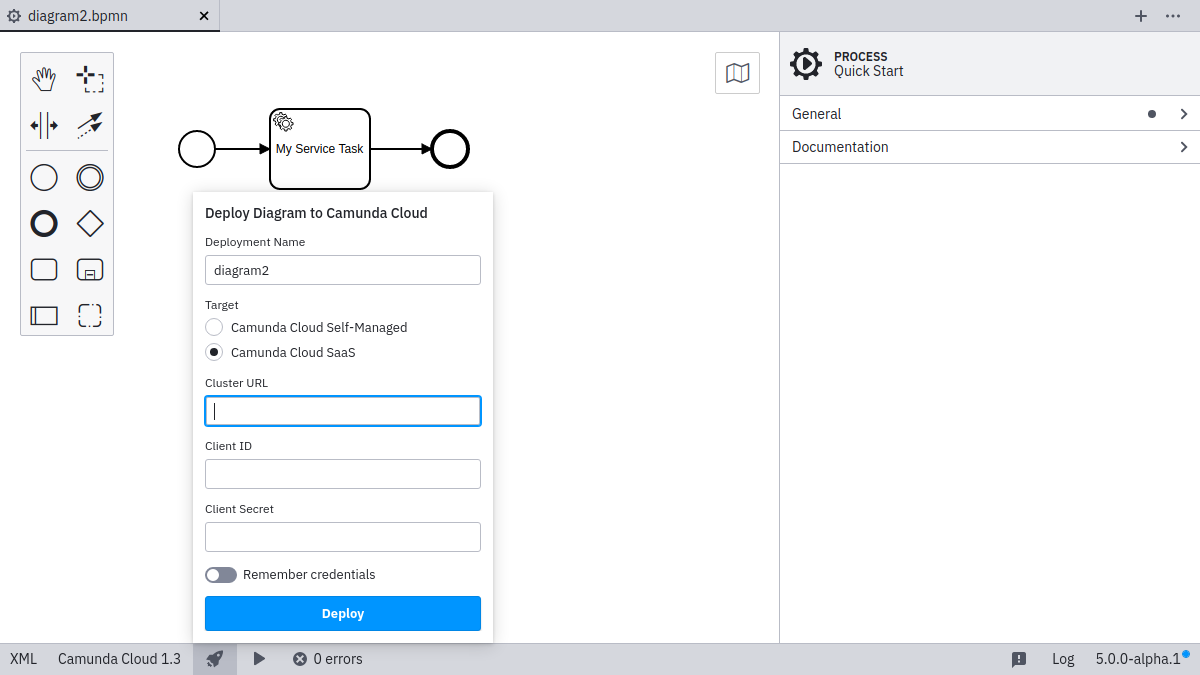 diagram2.bpmn
PROCESS
Quick Start
General
Documentation
My Service Task
Deploy Diagram to Camunda Cloud
Deployment Name
diagram2
Target
Camunda Cloud Self-Managed
Camunda Cloud SaaS
Cluster URL
Client ID
Client Secret
Remember credentials
Deploy
XML Camunda Cloud 1.3 0 errors Log 5.0.0-alpha.1